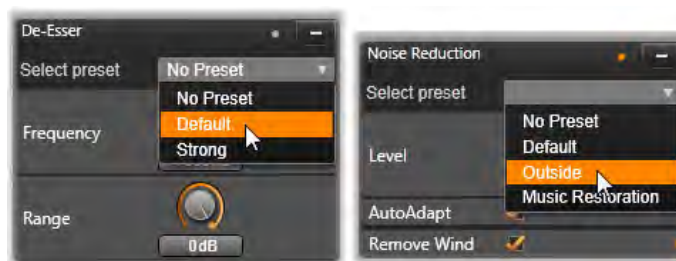 De-Esser
Select preset No Preset
No Preset
Default
Strong
Frequency
Range
0dB
Noise Reduction
Select preset
No Preset
Default
Outside
Music Restoration
Level
AutoAdapt
Remove Wind